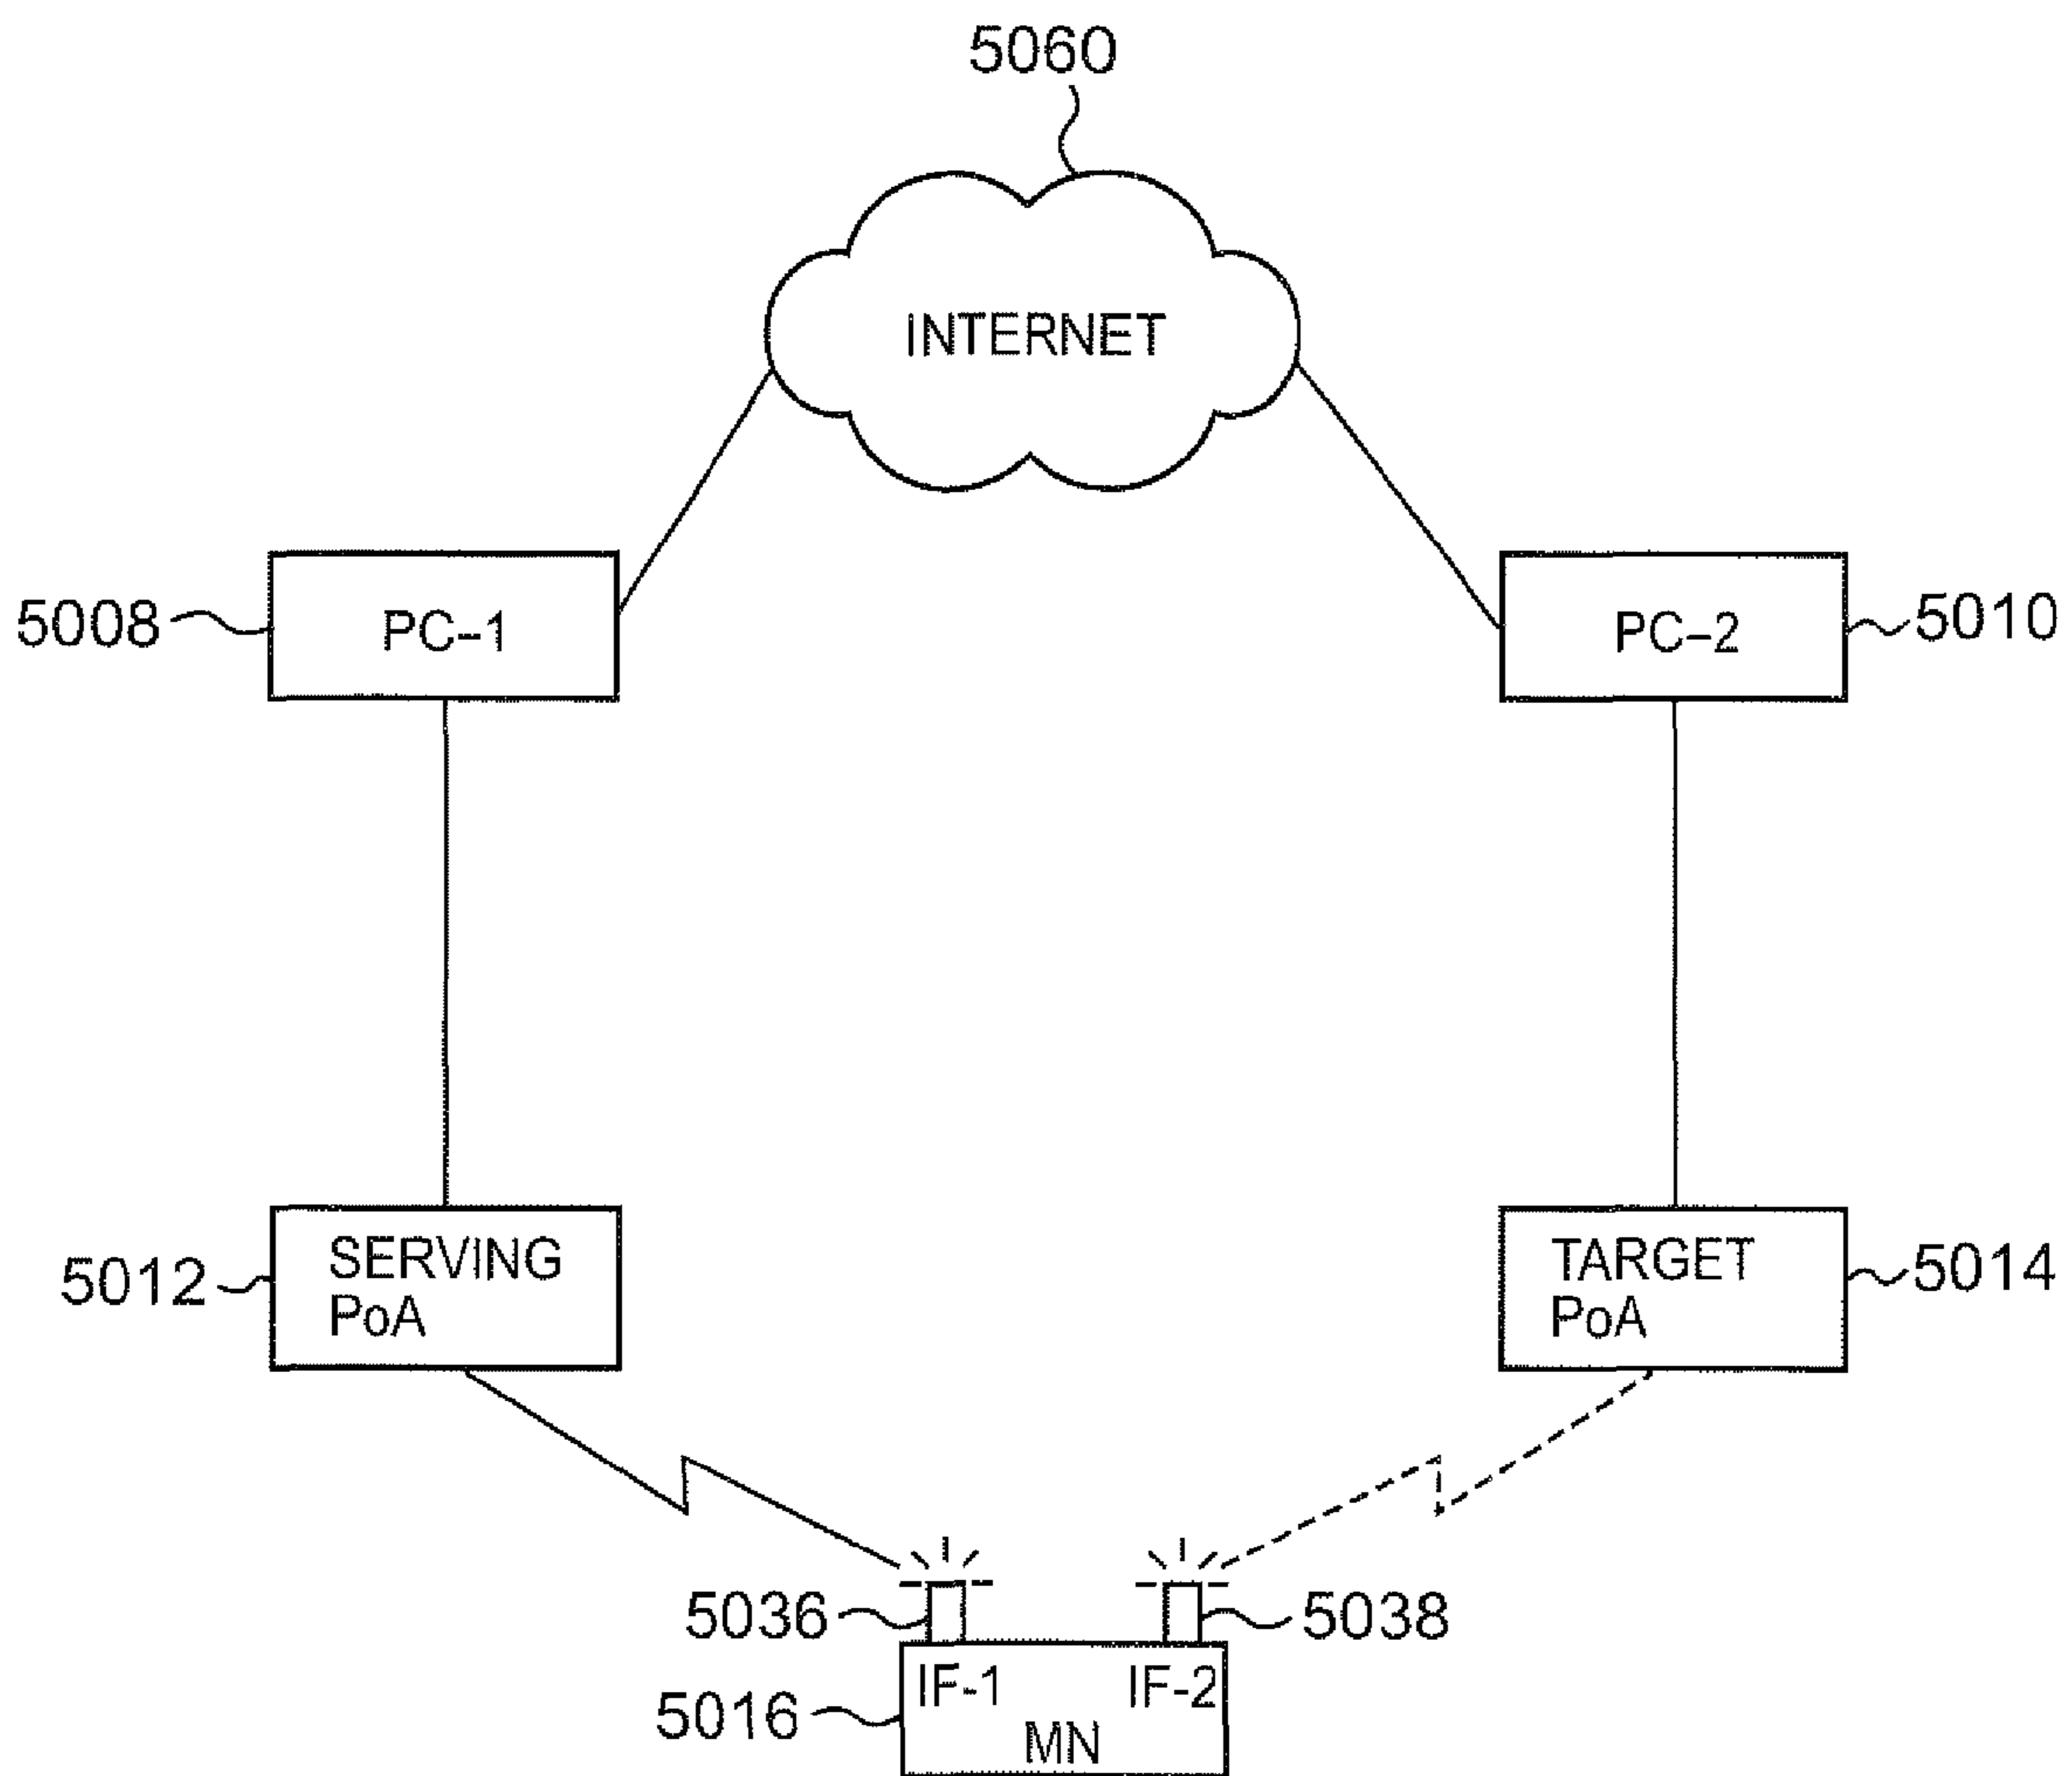 5060
INTERNET
5008
PC-1
PC-2
5010
5012
SERVING
PoA
TARGET
PoA
5014
5036
5038
5016
IF-1
IF-2
MN